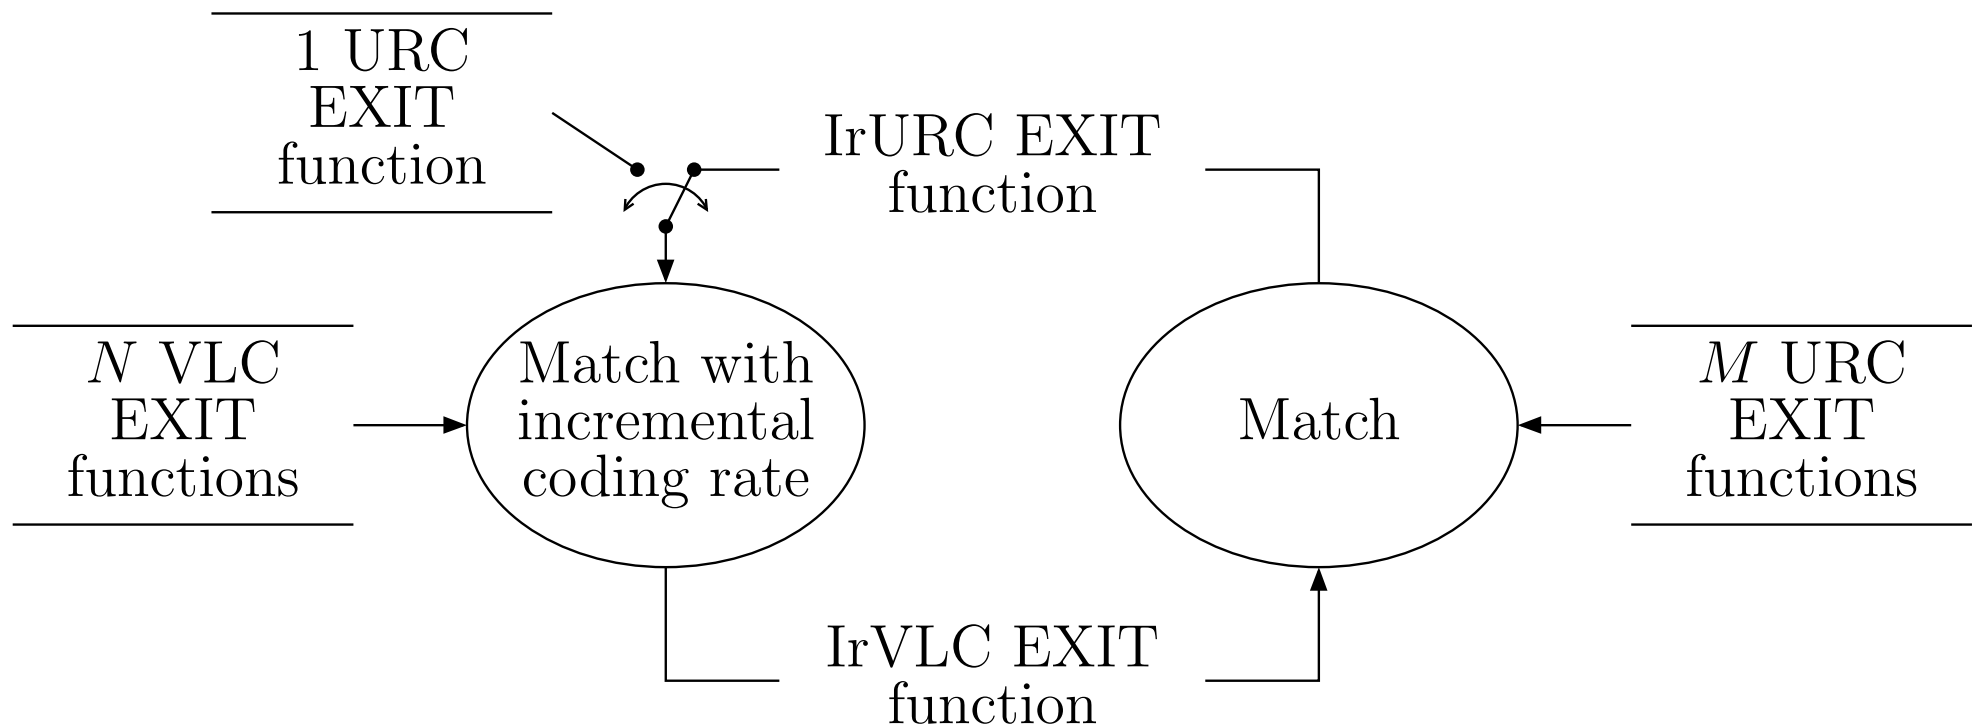 1 URC
EXIT
function
IrURC EXIT
function
N VLC
EXIT
functions
Match with
incremental
coding rate
Match
M URC
EXIT
functions
IrVLC EXIT
function